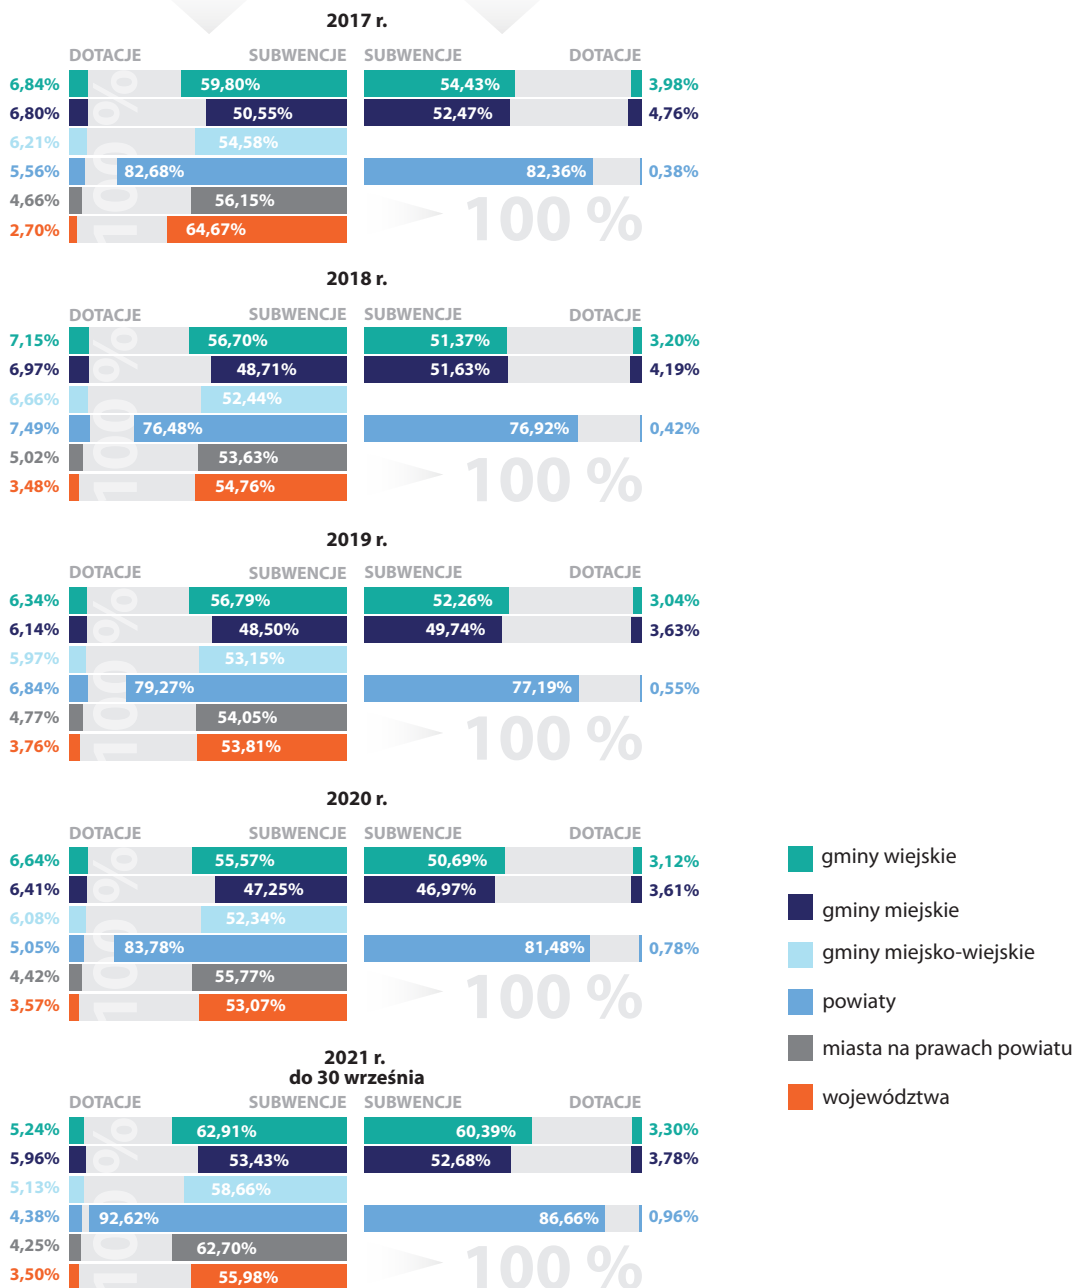 2017 r.
DOTACJE SUBWENCJE SUBWENCJE DOTACJE
6,84% 59,80% 54,43% 3,98%
6,80% 50,55% 52,47% 4,76%
6,21% 54,58%
5,56% 82,68% 82,36% 0,38%
4,66% 56,15%
2,70% 64,67%
100 % 100 %
2018 r.
DOTACJE SUBWENCJE SUBWENCJE DOTACJE
7,15% 56,70% 51,37% 3,20%
6,97% 48,71% 51,63% 4,19%
6,66% 52,44%
7,49% 76,48% 76,92% 0,42%
5,02% 53,63%
3,48% 54,76%
100 % 100 %
2019 r.
DOTACJE SUBWENCJE SUBWENCJE DOTACJE
6,34% 56,79% 52,26% 3,04%
6,14% 48,50% 49,74% 3,63%
5,97% 53,15%
6,84% 79,27% 77,19% 0,55%
4,77% 54,05%
3,76% 53,81%
100 % 100 %
2020 r.
DOTACJE SUBWENCJE SUBWENCJE DOTACJE
6,64% 55,57% 50,69% 3,12%
6,41% 47,25% 46,97% 3,61%
6,08% 52,34%
5,05% 83,78% 81,48% 0,78%
4,42% 55,77%
3,57% 53,07%
100 % 100 %
2021 r.
do 30 września
DOTACJE SUBWENCJE SUBWENCJE DOTACJE
5,24% 62,91% 60,39% 3,30%
5,96% 53,43% 52,68% 3,78%
5,13% 58,66%
4,38% 92,62% 86,66% 0,96%
4,25% 62,70%
3,50% 55,98%
100 % 100 %
gminy wiejskie
gminy miejskie
gminy miejsko-wiejskie
powiaty
miasta na prawach powiatu
województwa